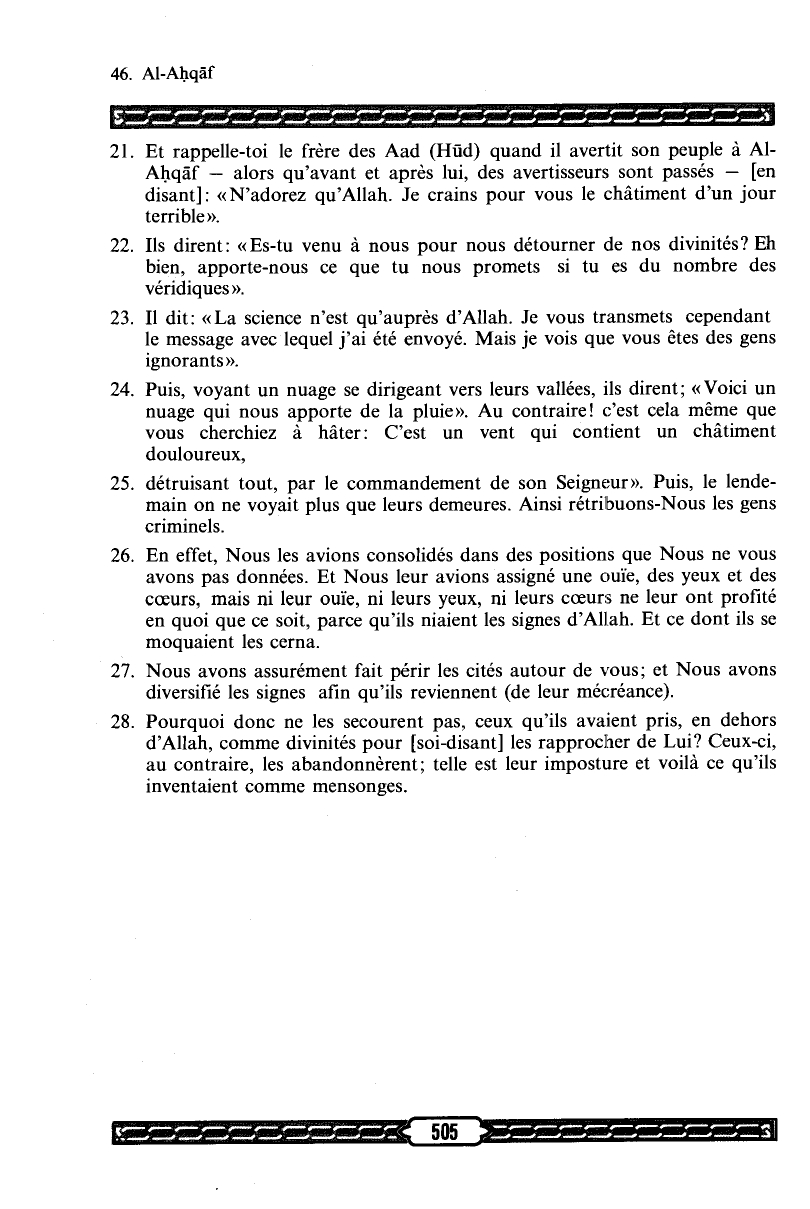 46. Al-Aḥqāf
21. Et rappelle-toi le frère des Aad (Hūd) quand il avertit son peuple à Al-
Aḥqāf — alors qu'avant et après lui, des avertisseurs sont passés — [en
disant]: «N'adorez qu'Allah. Je crains pour vous le châtiment d'un jour
terrible».
22. Ils dirent: «Es-tu venu à nous pour nous détourner de nos divinités? Eh
bien, apporte-nous ce que tu nous promets si tu es du nombre des
véridiques».
23. Il dit: «La science n'est qu'auprès d'Allah. Je vous transmets cependant
le message avec lequel j'ai été envoyé. Mais je vois que vous êtes des gens
ignorants».
24. Puis, voyant un nuage se dirigeant vers leurs vallées, ils dirent; «Voici un
nuage qui nous apporte de la pluie». Au contraire! c'est cela même que
vous cherchiez à hâter: C'est un vent qui contient un châtiment
douloureux,
25. détruisant tout, par le commandement de son Seigneur». Puis, le lende-
main on ne voyait plus que leurs demeures. Ainsi rétribuons-Nous les gens
criminels.
26. En effet, Nous les avions consolidés dans des positions que Nous ne vous
avons pas données. Et Nous leur avions assigné une ouïe, des yeux et des
cœurs, mais ni leur ouïe, ni leurs yeux, ni leurs cœurs ne leur ont profité
en quoi que ce soit, parce qu'ils niaient les signes d'Allah. Et ce dont ils se
moquaient les cerna.
27. Nous avons assurément fait périr les cités autour de vous; et Nous avons
diversifié les signes afin qu'ils reviennent (de leur mécréance).
28. Pourquoi donc ne les secourent pas, ceux qu'ils avaient pris, en dehors
d'Allah, comme divinités pour [soi-disant] les rapprocher de Lui? Ceux-ci,
au contraire, les abandonnèrent; telle est leur imposture et voilà ce qu'ils
inventaient comme mensonges.
505